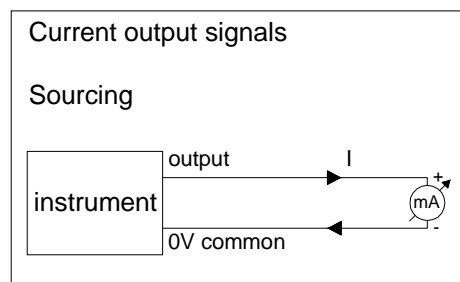 Current output signals
Sourcing
output I
+
instrument
mA
-
0V common